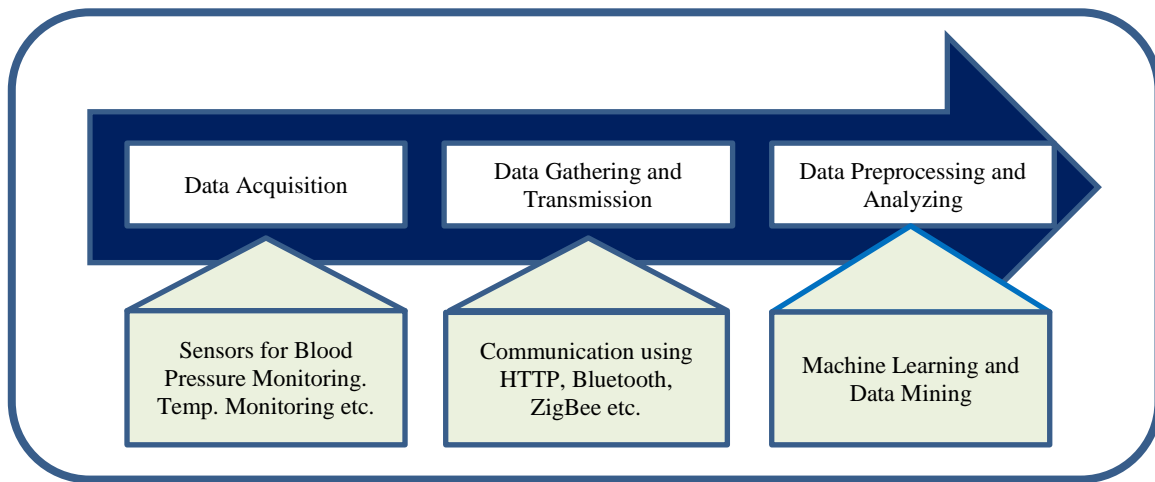 Data Acquisition
Data Gathering and
Transmission
Data Preprocessing and
Analyzing
Sensors for Blood
Pressure Monitoring.
Temp. Monitoring etc.
Communication using
HTTP, Bluetooth,
ZigBee etc.
Machine Learning and
Data Mining